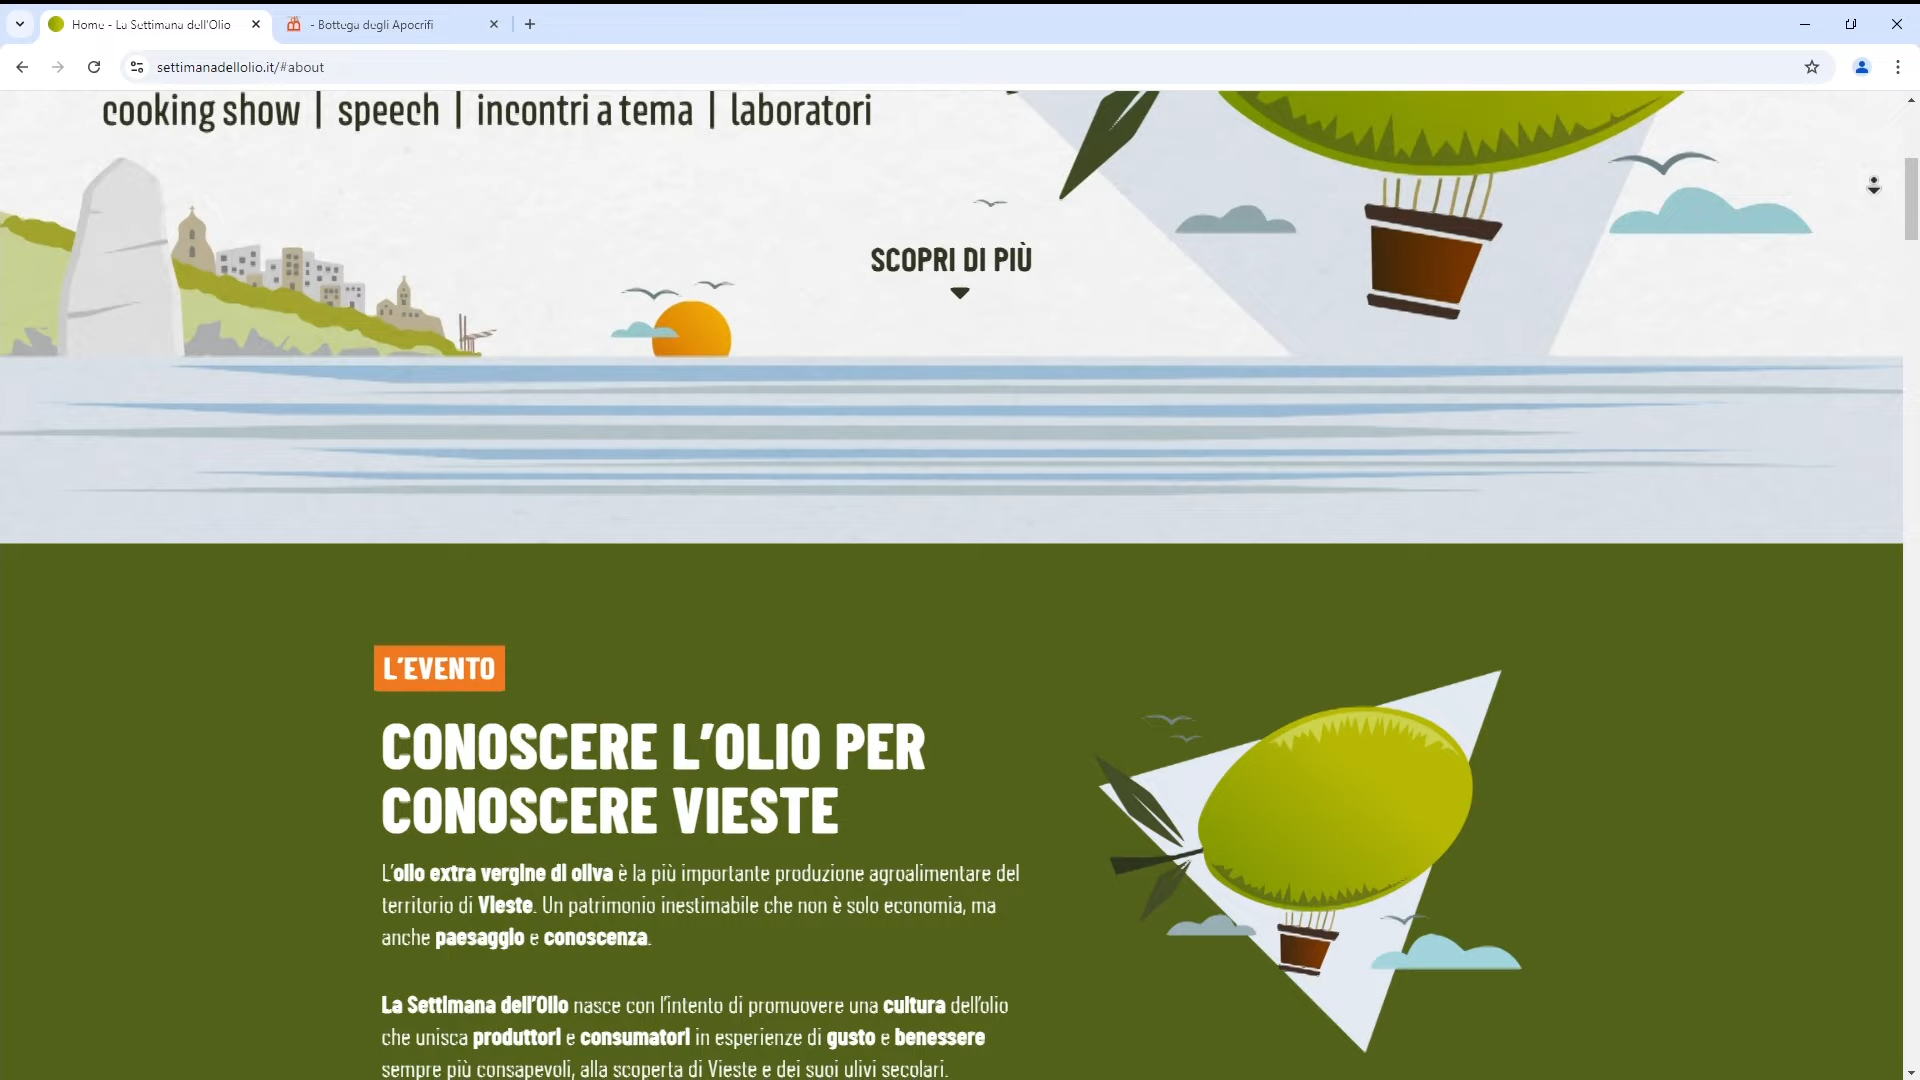 Home - La Settimana dell'Olio
- Bottega degli Apocrifi
settimanadellolio.it/#about
cooking show | speech | incontri a tema | laboratori
SCOPRI DI PIÙ
L'EVENTO
CONOSCERE L'OLIO PER
CONOSCERE VIESTE
L'olio extra vergine di oliva è la più importante produzione agroalimentare del
territorio di Vieste. Un patrimonio inestimabile che non è solo economia, ma
anche paesaggio e conoscenza.
La Settimana dell'Olio nasce con l'intento di promuovere una cultura dell'olio
che unisca produttori e consumatori in esperienze di gusto e benessere
sempre più consapevoli, alla scoperta di Vieste e dei suoi ulivi secolari.